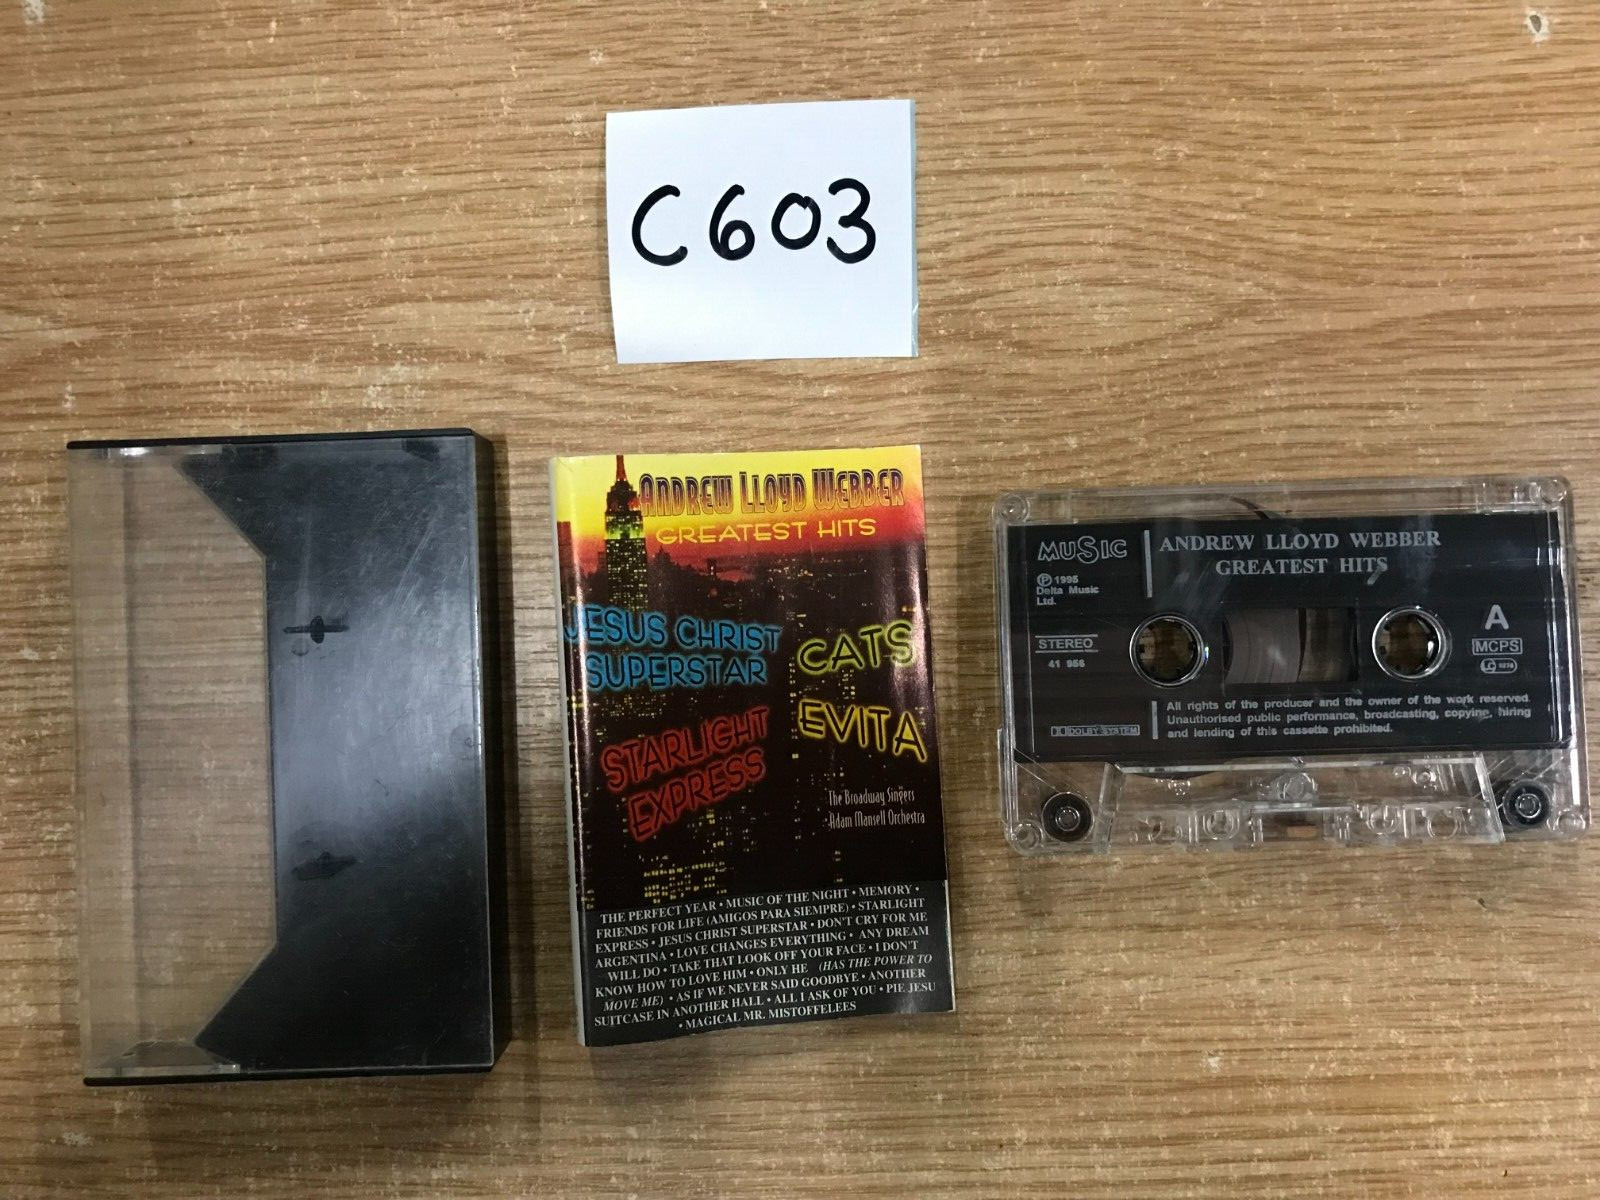 C603
ANDREW LLOYD WEBBER
GREATEST HITS
JESUS CHRIST
SUPERSTAR
CATS
EVITA
STARLIGHT
EXPRESS
The Broadway Singers
Adam Mansell Orchestra
THE PERFECT YEAR • MUSIC OF THE NIGHT • MEMORY •
FRIENDS FOR LIFE (AMIGOS PARA SIEMPRE) • STARLIGHT
EXPRESS • JESUS CHRIST SUPERSTAR • DON'T CRY FOR ME
ARGENTINA • LOVE CHANGES EVERYTHING • ANY DREAM
WILL DO • TAKE THAT LOOK OFF YOUR FACE • I DON'T
KNOW HOW TO LOVE HIM • ONLY HE (HAS THE POWER TO
MOVE ME) • AS IF WE NEVER SAID GOODBYE • ANOTHER
SUITCASE IN ANOTHER HALL • ALL I ASK OF YOU • PIE JESU
• MAGICAL MR. MISTOFFELEES
MUSIC
℗ 1995
Delta Music
Ltd.
STEREO
41 956
DOLBY SYSTEM
ANDREW LLOYD WEBBER
GREATEST HITS
A
MCPS
LC
All rights of the producer and the owner of the work reserved.
Unauthorised public performance, broadcasting, copying, hiring
and lending of this cassette prohibited.